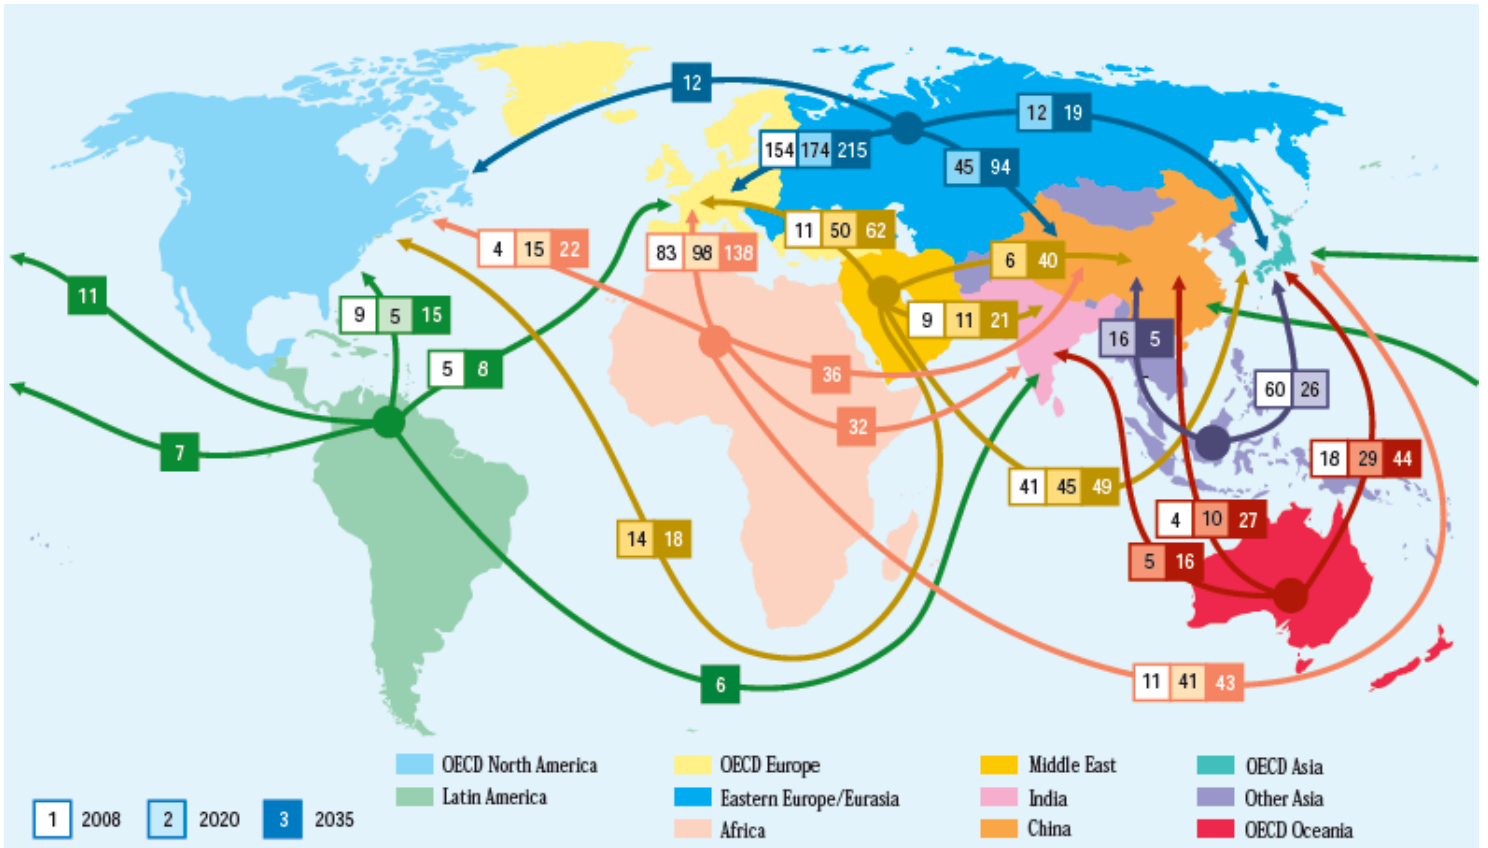 12
12 19
154 174 215
45 94
11 50 62
4 15 22
83 98 138
6 40
11
9 5 15
9 11 21
16 5
5 8
36
60 26
32
7
18 29 44
41 45 49
4 10 27
14 18
5 16
6
11 41 43
OECD North America
OECD Europe
Middle East
OECD Asia
Latin America
Eastern Europe/Eurasia
India
Other Asia
Africa
China
OECD Oceania
1 2008
2 2020
3 2035